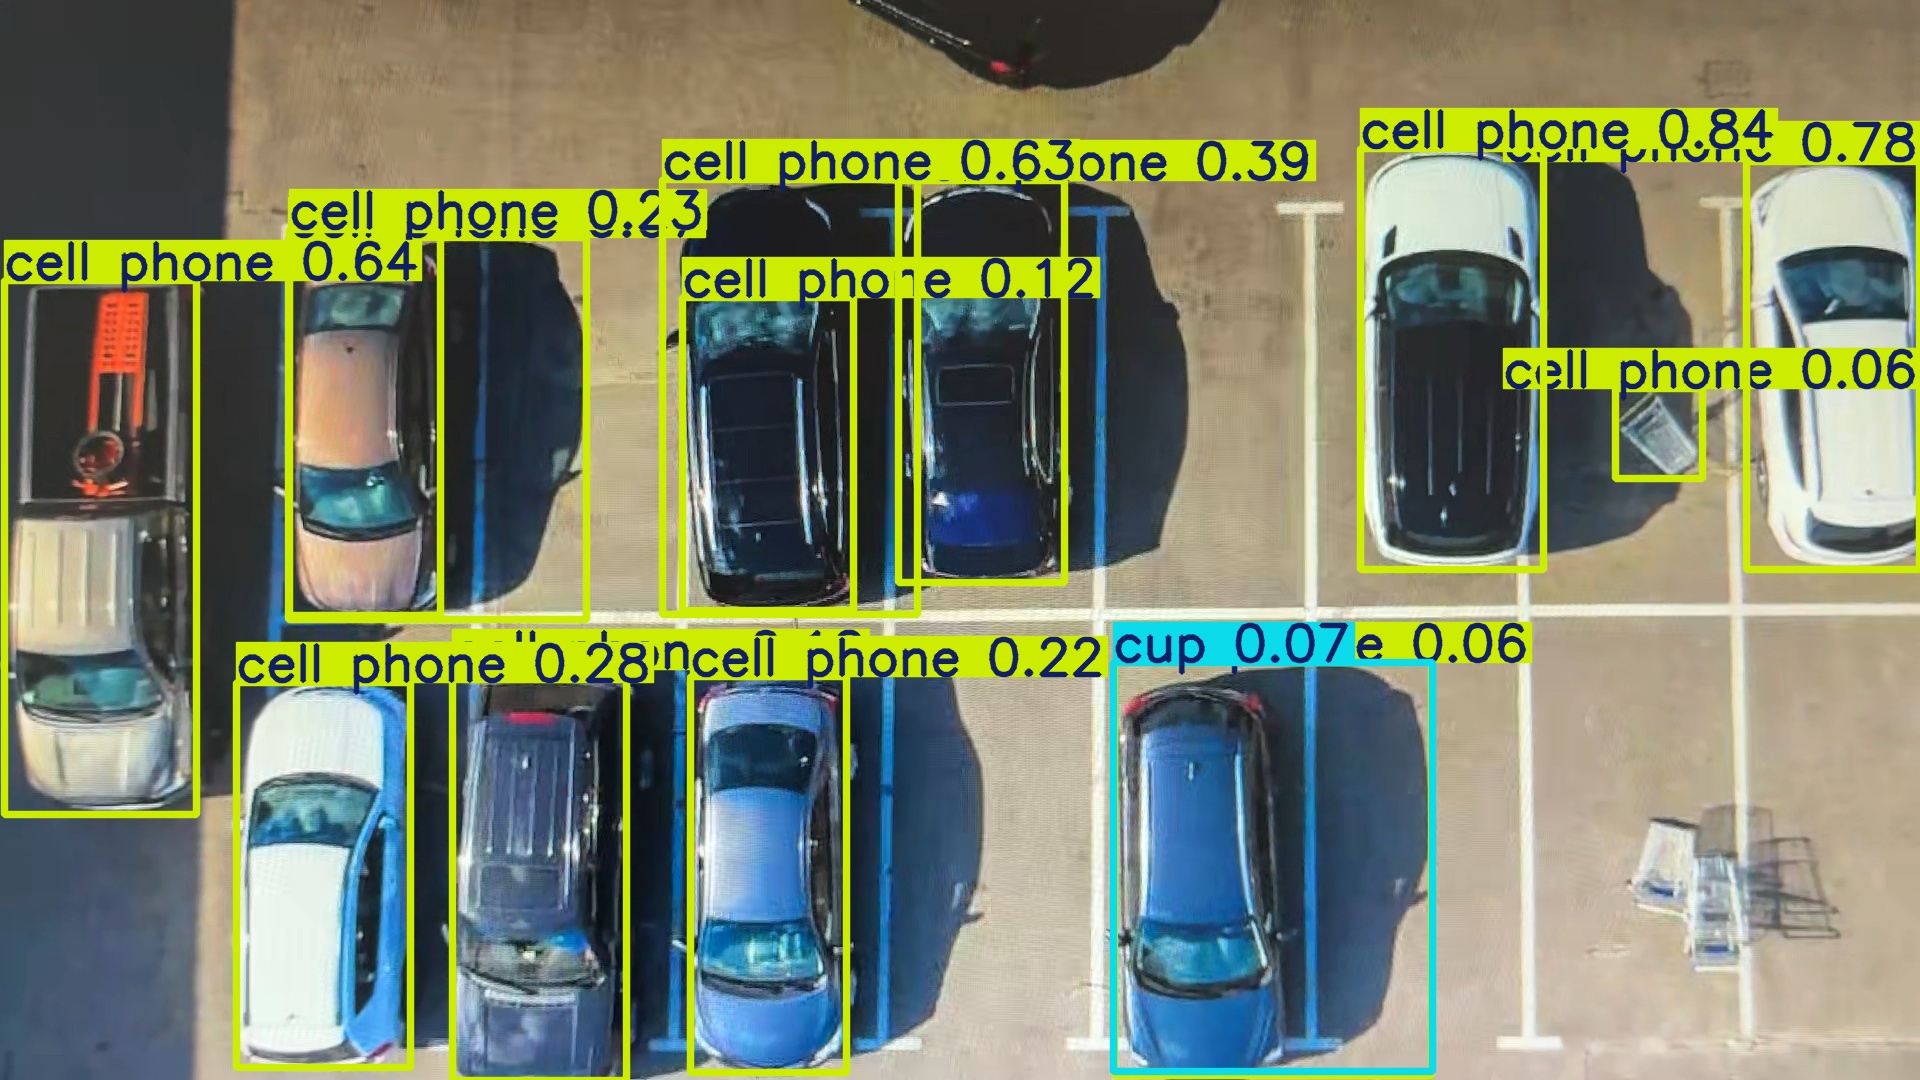 cell phone 0.84
0.78
cell phone 0.63
one 0.39
cell phone 0.23
cell phone 0.64
cell phone 0.12
cell phone 0.06
cup 0.07
e 0.06
cell phone 0.28
cell phone 0.22